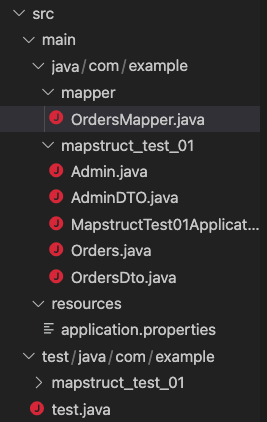 src
main
java/com/example
mapper
OrdersMapper.java
mapstruct_test_01
Admin.java
AdminDTO.java
MapstructTest01Applicat...
Orders.java
OrdersDto.java
resources
application.properties
test/java/com/example
mapstruct_test_01
test.java